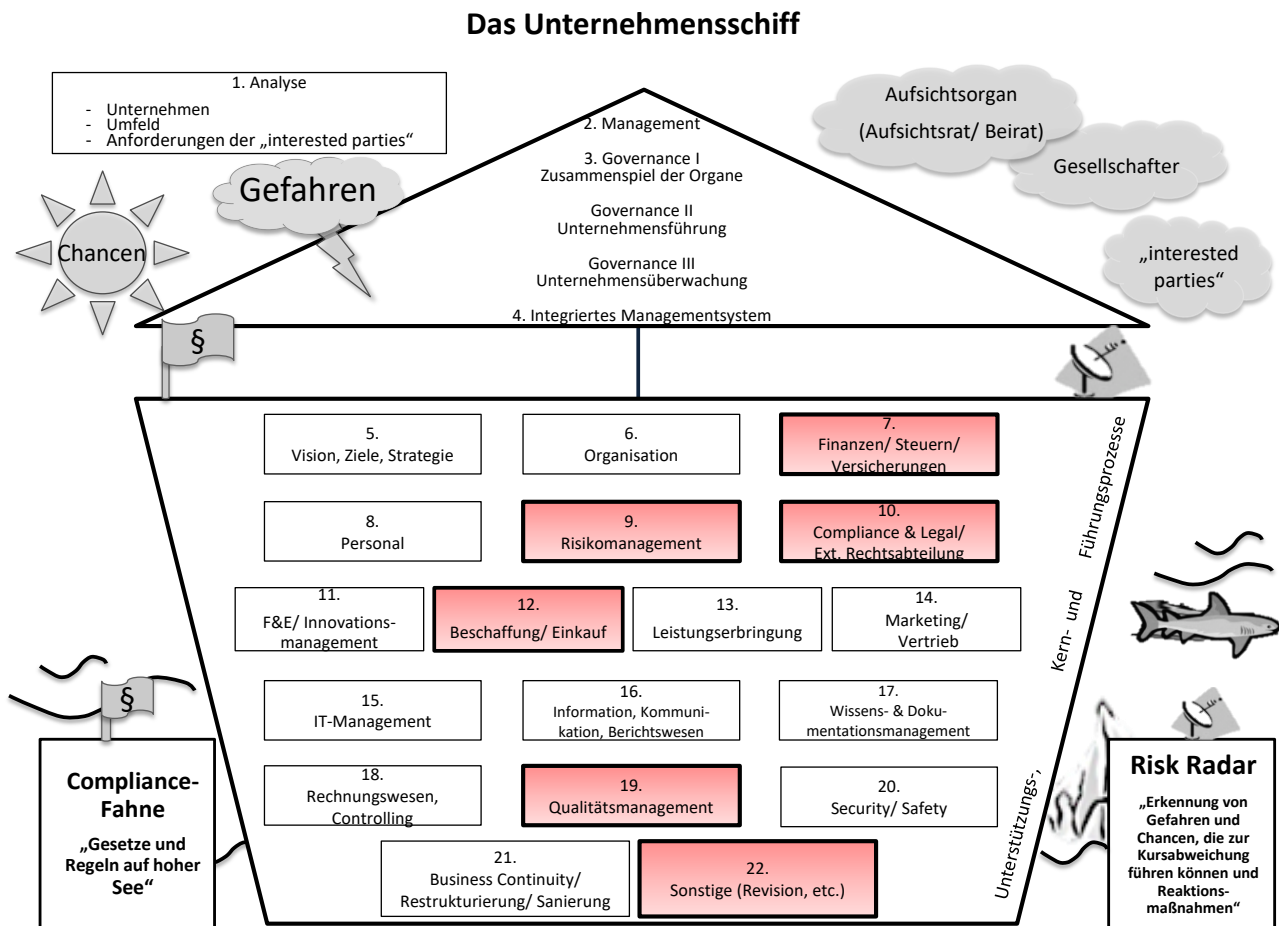 Das Unternehmensschiff
1. Analyse
- Unternehmen
- Umfeld
- Anforderungen der „interested parties“
Gefahren
Chancen
2. Management
3. Governance I
Zusammenspiel der Organe
Governance II
Unternehmensführung
Governance III
Unternehmensüberwachung
4. Integriertes Managementsystem
Aufsichtsorgan
(Aufsichtsrat/ Beirat)
Gesellschafter
„interested
parties“
§
5.
Vision, Ziele, Strategie
6.
Organisation
7.
Finanzen/ Steuern/
Versicherungen
8.
Personal
9.
Risikomanagement
10.
Compliance & Legal/
Ext. Rechtsabteilung
11.
F&E/ Innovations-
management
12.
Beschaffung/ Einkauf
13.
Leistungserbringung
14.
Marketing/
Vertrieb
15.
IT-Management
16.
Information, Kommuni-
kation, Berichtswesen
17.
Wissens- & Doku-
mentationsmanagement
18.
Rechnungswesen,
Controlling
19.
Qualitätsmanagement
20.
Security/ Safety
21.
Business Continuity/
Restrukturierung/ Sanierung
22.
Sonstige (Revision, etc.)
Unterstützungs-, Kern- und Führungsprozesse
§
Compliance-
Fahne
„Gesetze und
Regeln auf hoher
See“
Risk Radar
„Erkennung von
Gefahren und
Chancen, die zur
Kursabweichung
führen können und
Reaktions-
maßnahmen“